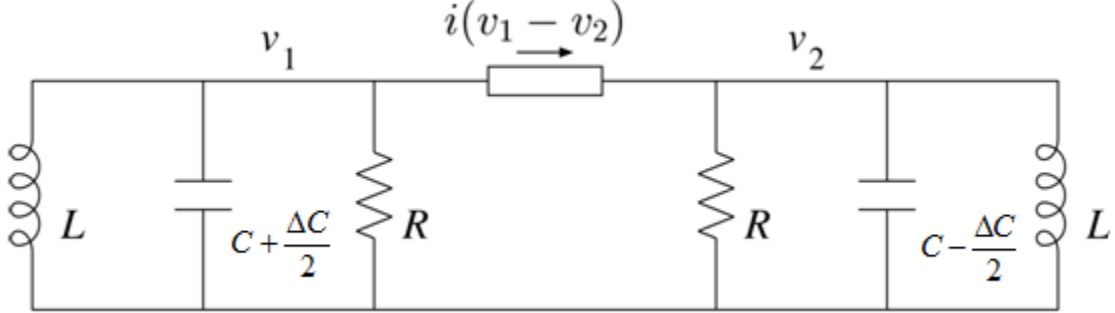 i(v₁ − v₂)
v₁
v₂
L
C + ΔC/2
R
R
C − ΔC/2
L